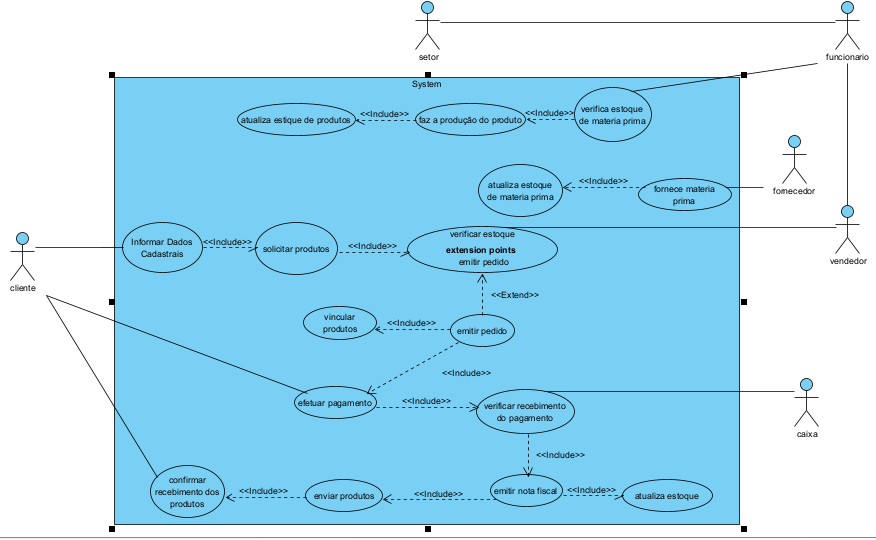 setor
funcionario
System
atualiza estique de produtos
<<Include>>
faz a produção do produto
<<Include>>
verifica estoque
de materia prima
atualiza estoque
de materia prima
<<Include>>
fornece materia
prima
fornecedor
Informar Dados
Cadastrais
<<Include>>
solicitar produtos
<<Include>>
verificar estoque
extension points
emitir pedido
vendedor
cliente
<<Extend>>
vincular
produtos
<<Include>>
emitir pedido
<<Include>>
efetuar pagamento
<<Include>>
verificar recebimento
do pagamento
caixa
<<Include>>
confirmar
recebimento dos
produtos
<<Include>>
enviar produtos
<<Include>>
emitir nota fiscal
<<Include>>
atualiza estoque